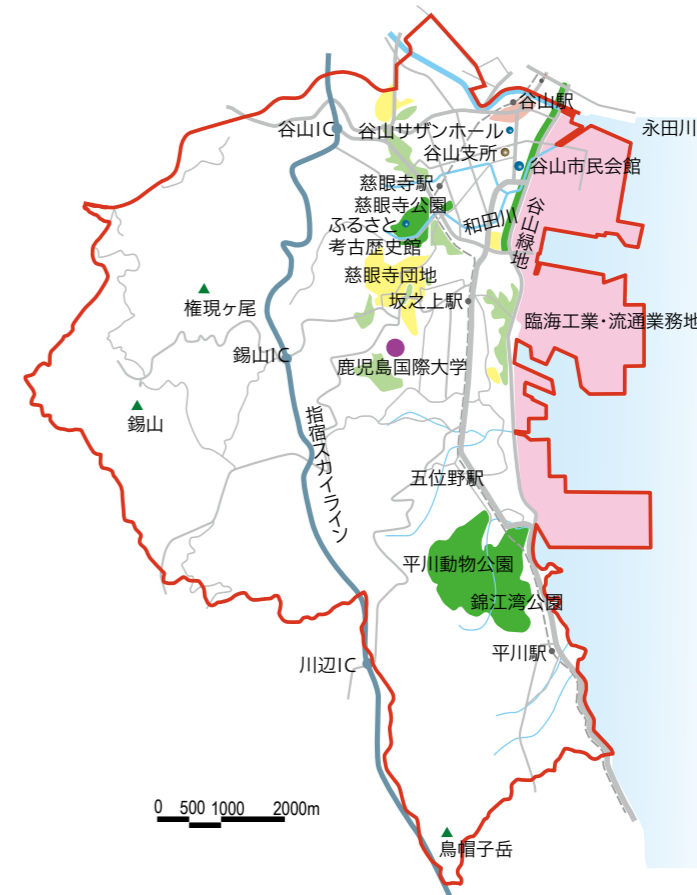 谷山駅
永田川
谷山IC
谷山サザンホール
谷山支所
谷山市民会館
慈眼寺駅
慈眼寺公園
ふるさと
考古歴史館
和田川
谷山緑地
慈眼寺団地
坂之上駅
権現ヶ尾
臨海工業・流通業務地
錫山IC
鹿児島国際大学
錫山
指宿スカイライン
五位野駅
平川動物公園
錦江湾公園
平川駅
川辺IC
0 500 1000 2000m
烏帽子岳